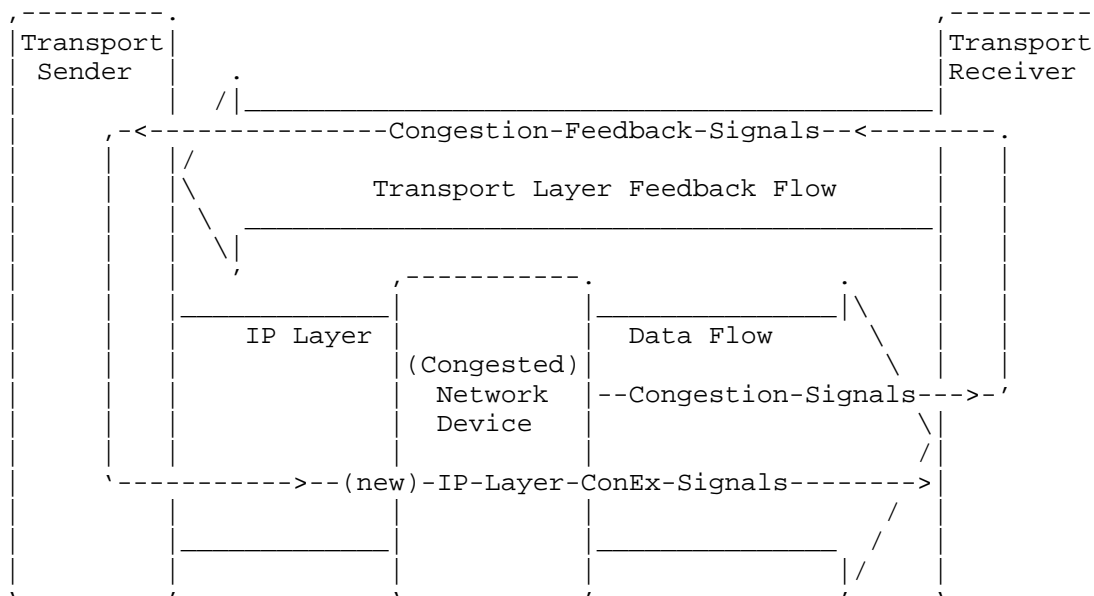 Transport Transport
Sender Receiver
Congestion-Feedback-Signals
Transport Layer Feedback Flow
IP Layer Data Flow
(Congested)
Network --Congestion-Signals--->-
Device
(new)-IP-Layer-ConEx-Signals